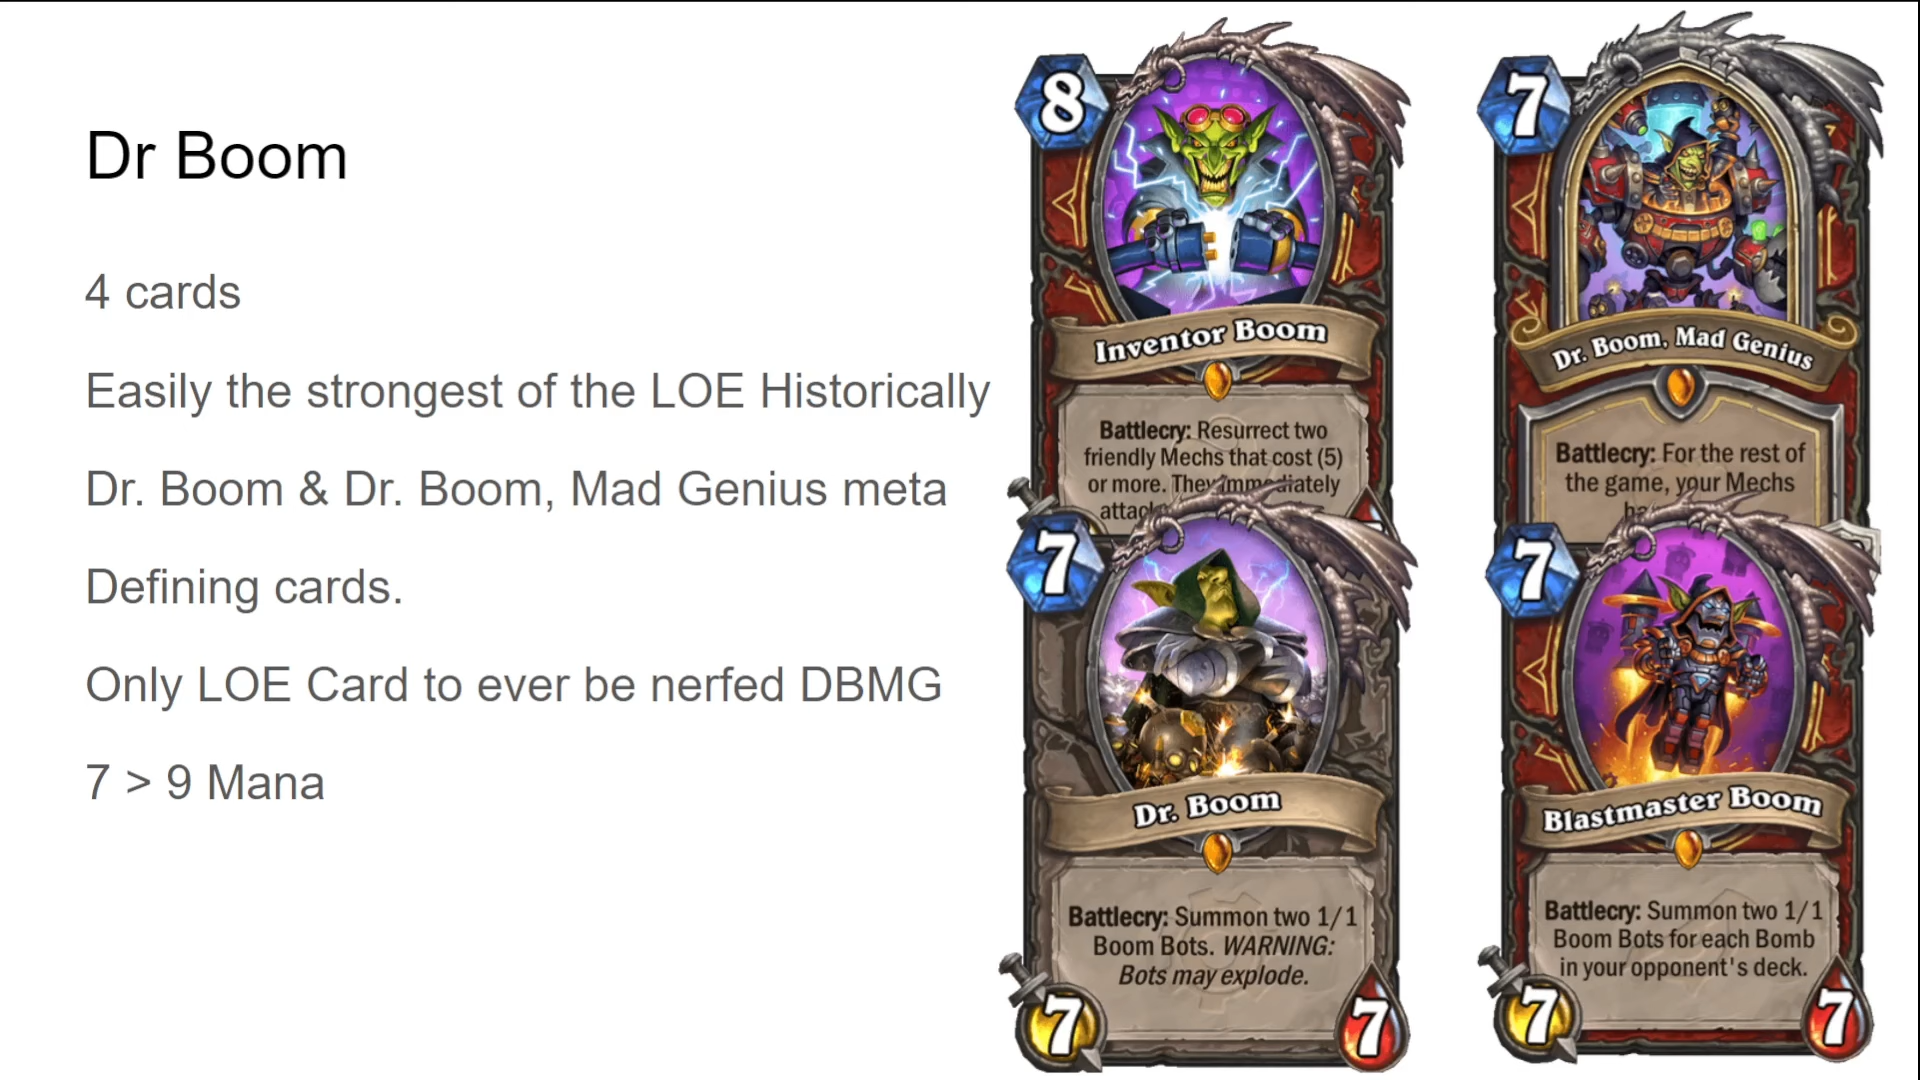 Dr Boom
4 cards
Easily the strongest of the LOE Historically
Dr. Boom & Dr. Boom, Mad Genius meta
Defining cards.
Only LOE Card to ever be nerfed DBMG
7 > 9 Mana
8
Inventor Boom
Battlecry: Resurrect two
friendly Mechs that cost (5)
or more. They immediately
7
Dr. Boom, Mad Genius
Battlecry: For the rest of
the game, your Mechs
7
Dr. Boom
Battlecry: Summon two 1/1
Boom Bots. WARNING:
Bots may explode.
7
7
7
Blastmaster Boom
Battlecry: Summon two 1/1
Boom Bots for each Bomb
in your opponent's deck.
7
7